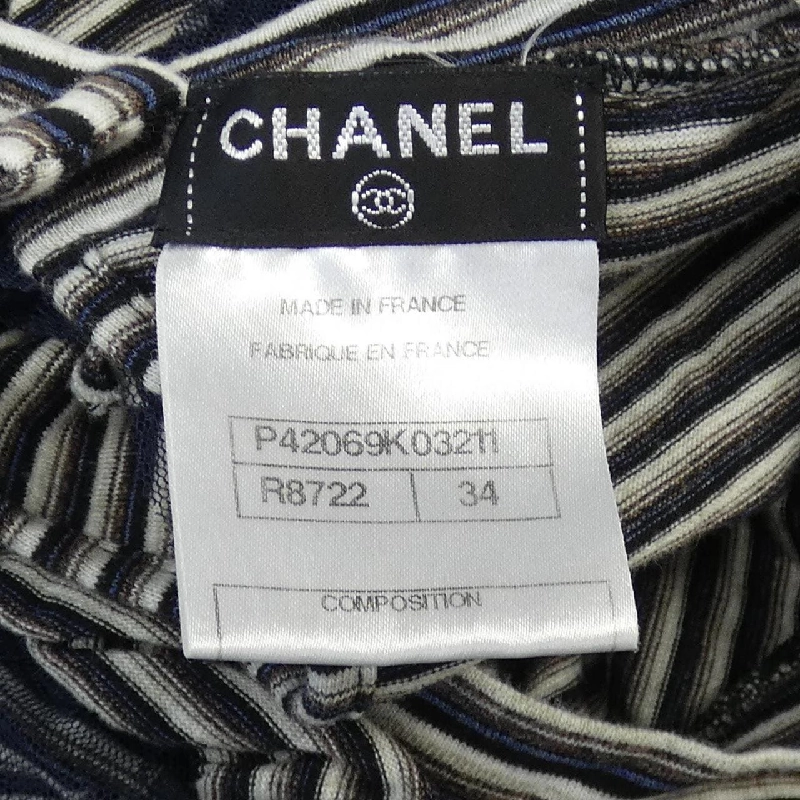 CHANEL
MADE IN FRANCE
FABRIQUE EN FRANCE
P42069K03211
R8722 34
COMPOSITION